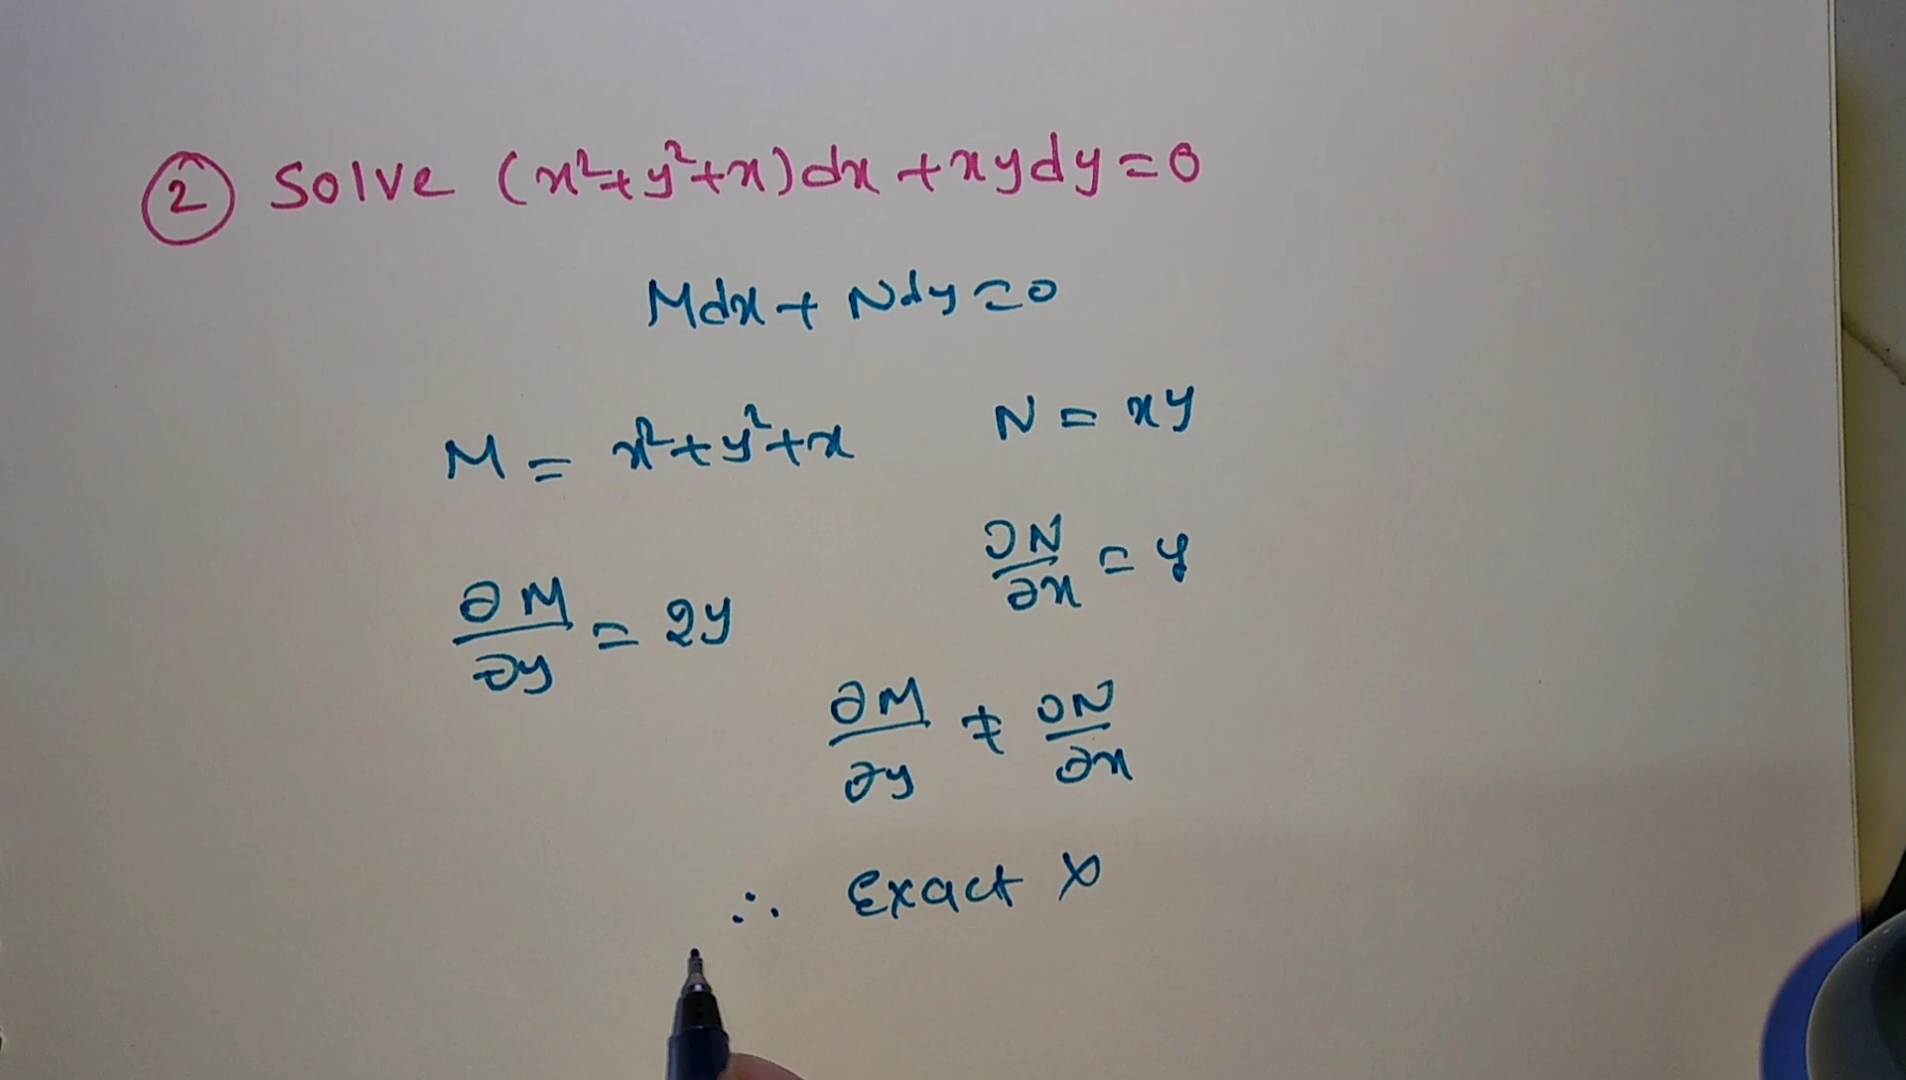 ② Solve (x²+y²+x)dx+xydy=0
Mdx+Ndy=0
M=x²+y²+x N=xy
∂M/∂y=2y ∂N/∂x=y
∂M/∂y≠∂N/∂x
∴ Exact ×